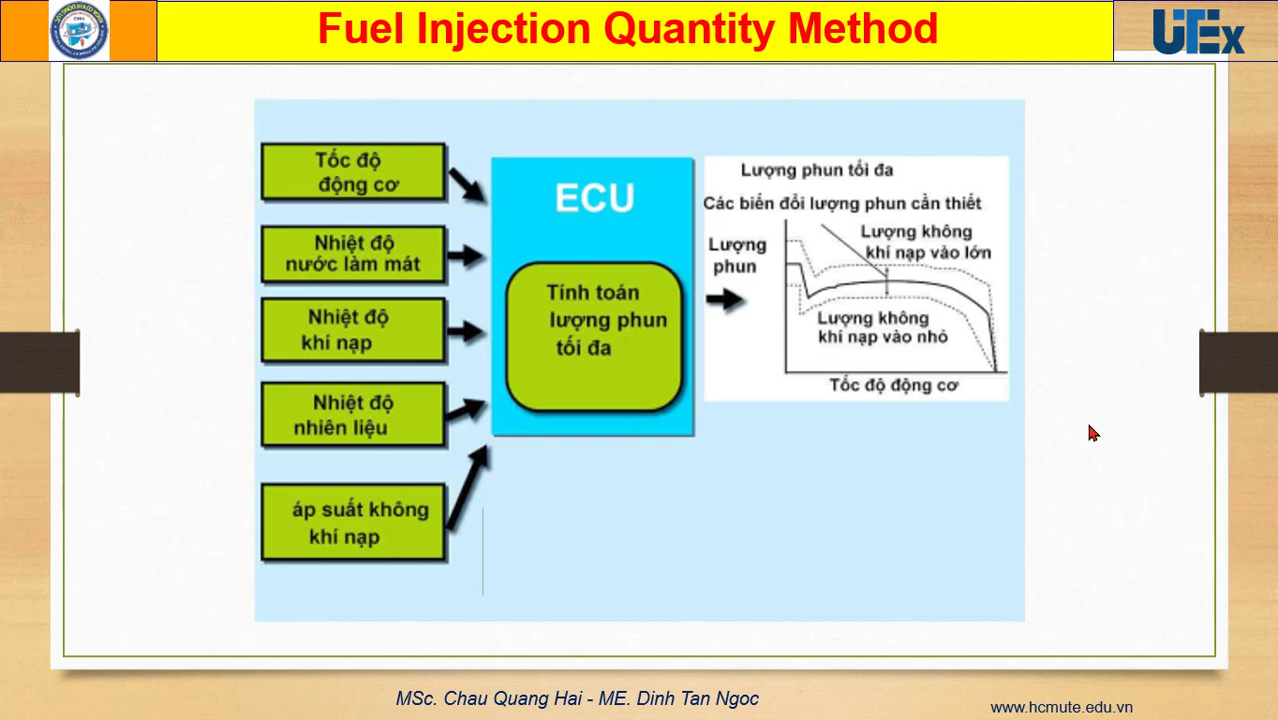 Fuel Injection Quantity Method
UTEx
Tốc độ
động cơ
Nhiệt độ
nước làm mát
Nhiệt độ
khí nạp
Nhiệt độ
nhiên liệu
áp suất không
khí nạp
ECU
Tính toán
lượng phun
tối đa
Lượng phun tối đa
Các biến đổi lượng phun cần thiết
Lượng
phun
Lượng không
khí nạp vào lớn
Lượng không
khí nạp vào nhỏ
Tốc độ động cơ
MSc. Chau Quang Hai - ME. Dinh Tan Ngoc
www.hcmute.edu.vn